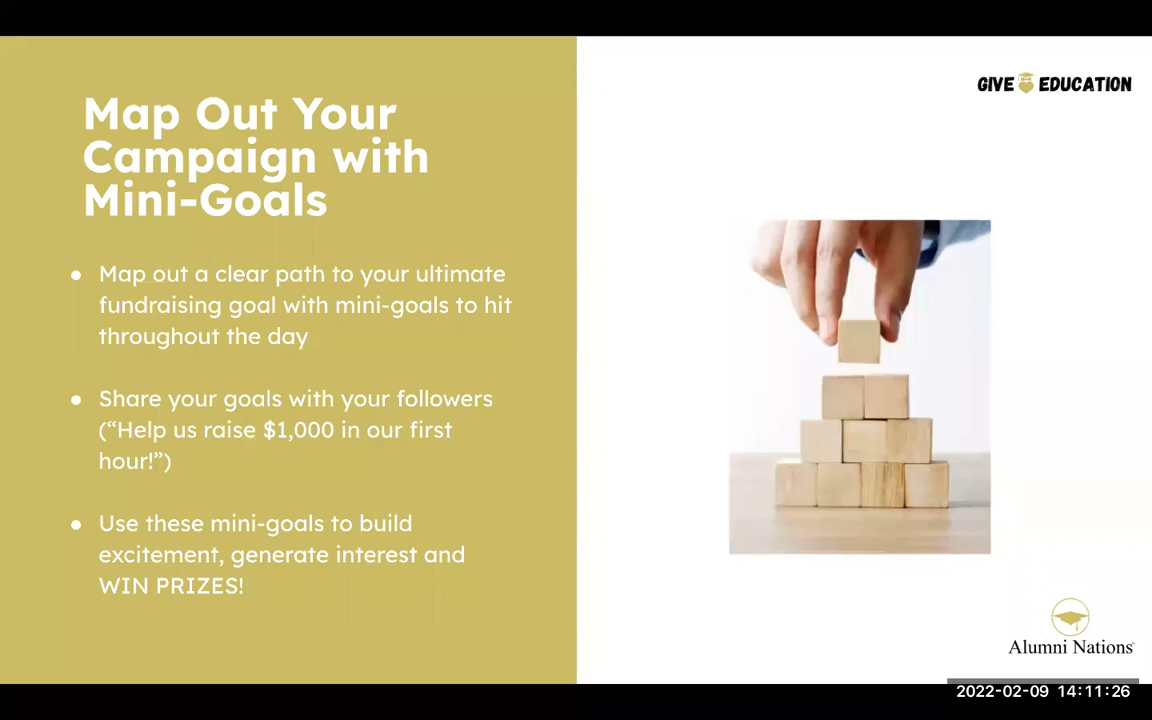 GIVE EDUCATION
Map Out Your
Campaign with
Mini-Goals
● Map out a clear path to your ultimate
fundraising goal with mini-goals to hit
throughout the day
● Share your goals with your followers
(“Help us raise $1,000 in our first
hour!”)
● Use these mini-goals to build
excitement, generate interest and
WIN PRIZES!
Alumni Nations
2022-02-09 14:11:26